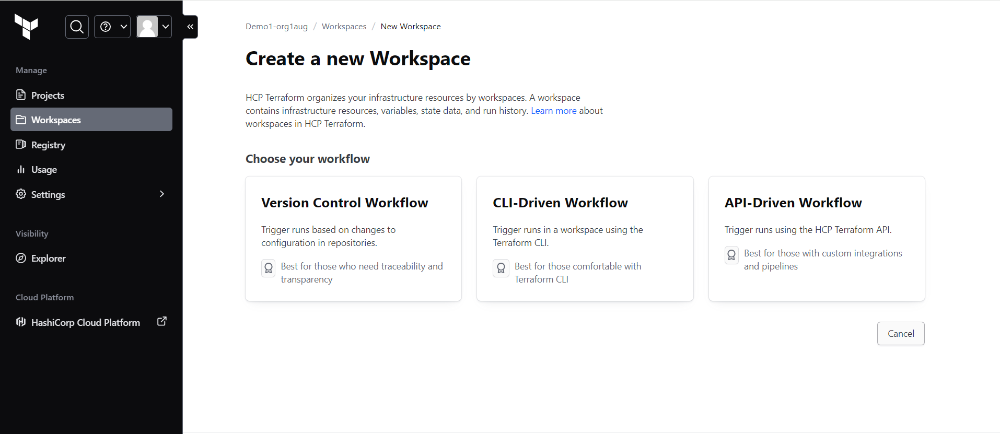 Manage
Projects
Workspaces
Registry
Usage
Settings
Visibility
Explorer
Cloud Platform
HashiCorp Cloud Platform
Demo1-org1aug / Workspaces / New Workspace
Create a new Workspace
HCP Terraform organizes your infrastructure resources by workspaces. A workspace
contains infrastructure resources, variables, state data, and run history. Learn more about
workspaces in HCP Terraform.
Choose your workflow
Version Control Workflow
Trigger runs based on changes to
configuration in repositories.
Best for those who need traceability and
transparency
CLI-Driven Workflow
Trigger runs in a workspace using the
Terraform CLI.
Best for those comfortable with
Terraform CLI
API-Driven Workflow
Trigger runs using the HCP Terraform API.
Best for those with custom integrations
and pipelines
Cancel